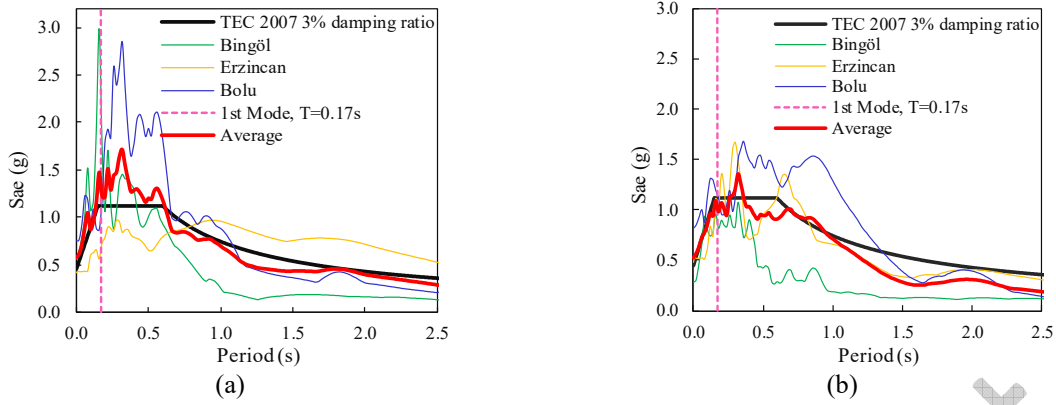 TEC 2007 3% damping ratio
Bingöl
Erzincan
Bolu
1st Mode, T=0.17s
Average
Sae (g)
3.0
2.5
2.0
1.5
1.0
0.5
0.0
0.0 0.5 1.0 1.5 2.0 2.5
Period (s)
(a)
TEC 2007 3% damping ratio
Bingöl
Erzincan
Bolu
1st Mode, T=0.17s
Average
Sae (g)
3.0
2.5
2.0
1.5
1.0
0.5
0.0
0.0 0.5 1.0 1.5 2.0 2.5
Period (s)
(b)